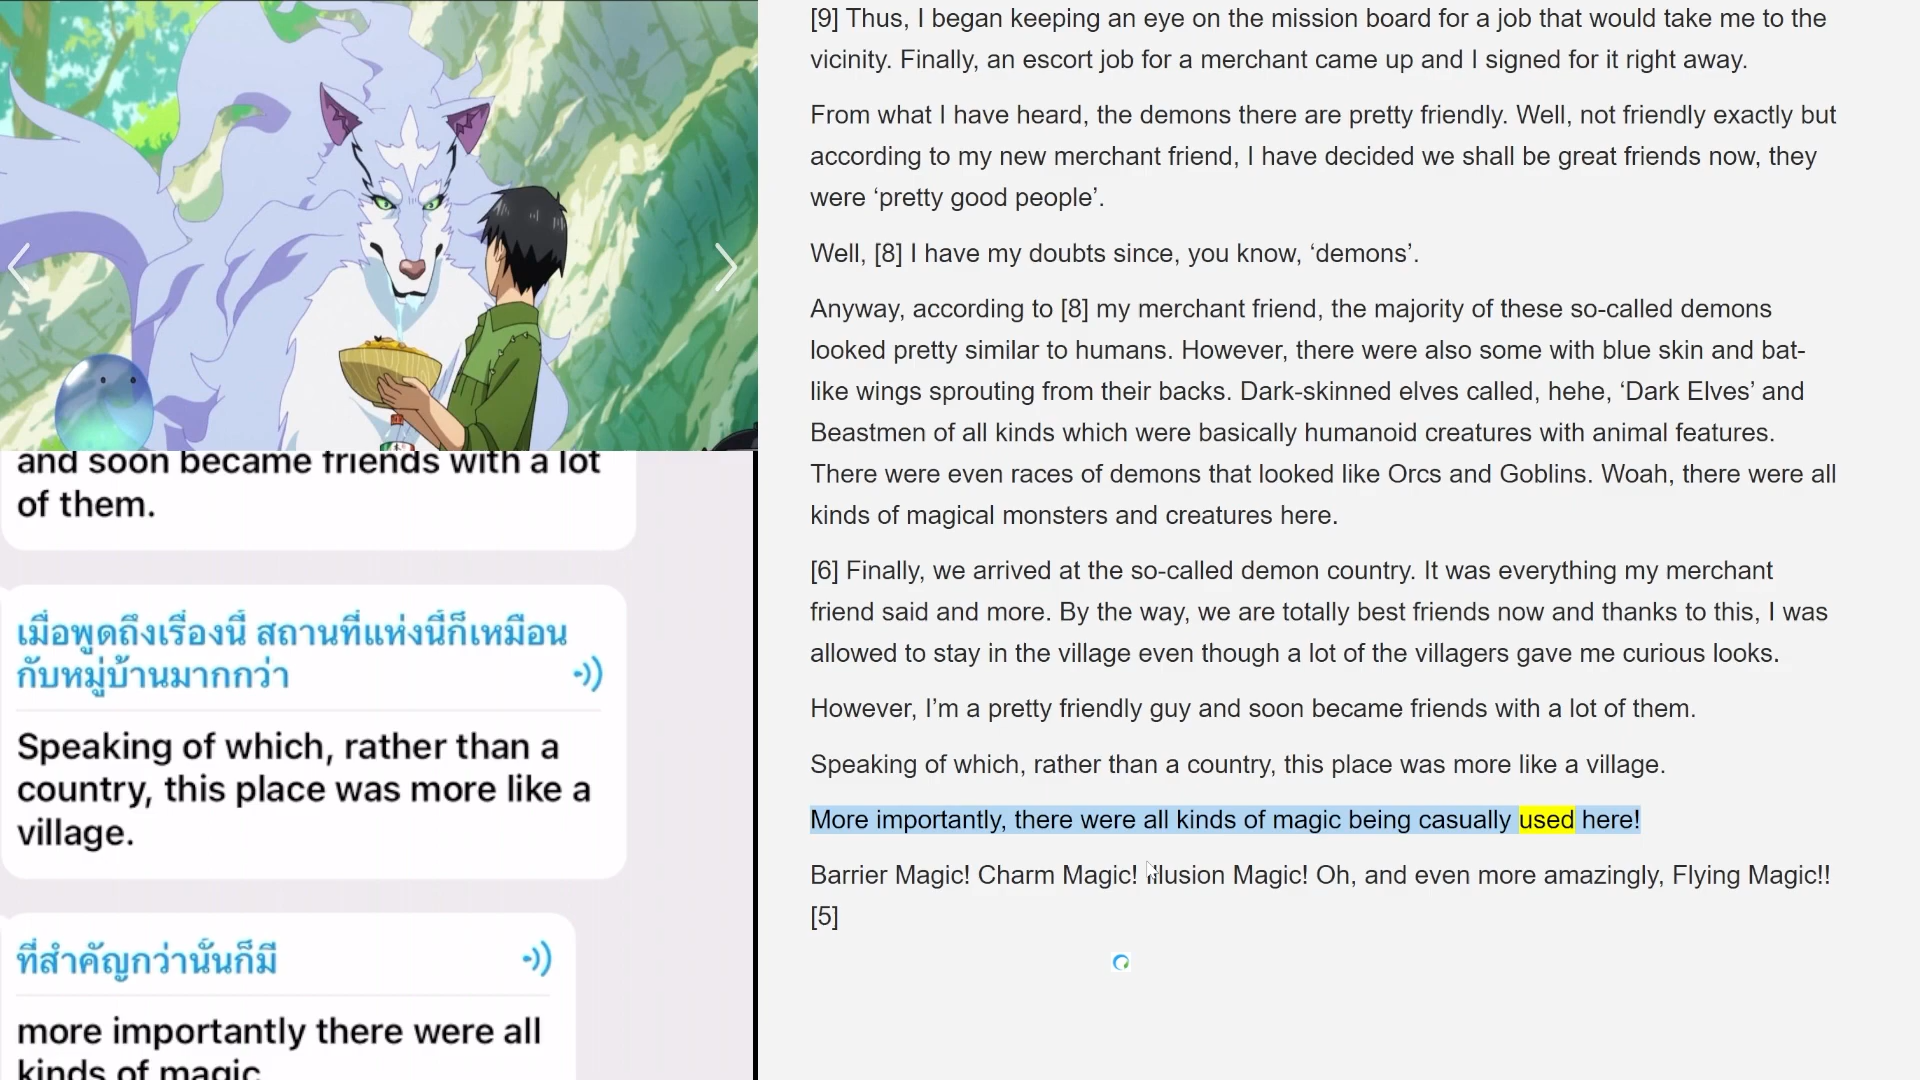 and soon became friends with a lot
of them.
เมื่อพูดถึงเรื่องนี้ สถานที่แห่งนี้ก็เหมือน
กับหมู่บ้านมากกว่า
Speaking of which, rather than a
country, this place was more like a
village.
ที่สำคัญกว่านั้นก็มี
more importantly there were all
kinds of magic
[9] Thus, I began keeping an eye on the mission board for a job that would take me to the
vicinity. Finally, an escort job for a merchant came up and I signed for it right away.
From what I have heard, the demons there are pretty friendly. Well, not friendly exactly but
according to my new merchant friend, I have decided we shall be great friends now, they
were ‘pretty good people’.
Well, [8] I have my doubts since, you know, ‘demons’.
Anyway, according to [8] my merchant friend, the majority of these so-called demons
looked pretty similar to humans. However, there were also some with blue skin and bat-
like wings sprouting from their backs. Dark-skinned elves called, hehe, ‘Dark Elves’ and
Beastmen of all kinds which were basically humanoid creatures with animal features.
There were even races of demons that looked like Orcs and Goblins. Woah, there were all
kinds of magical monsters and creatures here.
[6] Finally, we arrived at the so-called demon country. It was everything my merchant
friend said and more. By the way, we are totally best friends now and thanks to this, I was
allowed to stay in the village even though a lot of the villagers gave me curious looks.
However, I’m a pretty friendly guy and soon became friends with a lot of them.
Speaking of which, rather than a country, this place was more like a village.
More importantly, there were all kinds of magic being casually used here!
Barrier Magic! Charm Magic! Illusion Magic! Oh, and even more amazingly, Flying Magic!!
[5]